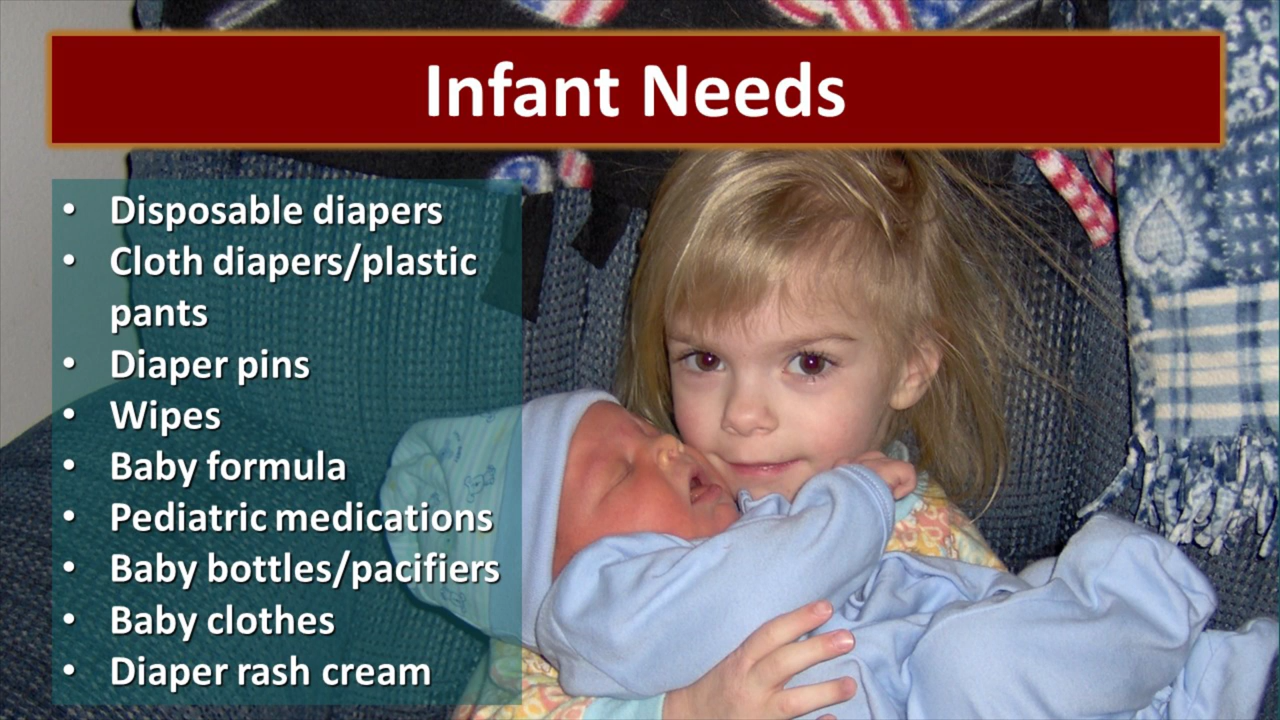 Infant Needs
• Disposable diapers
• Cloth diapers/plastic
pants
• Diaper pins
• Wipes
• Baby formula
• Pediatric medications
• Baby bottles/pacifiers
• Baby clothes
• Diaper rash cream